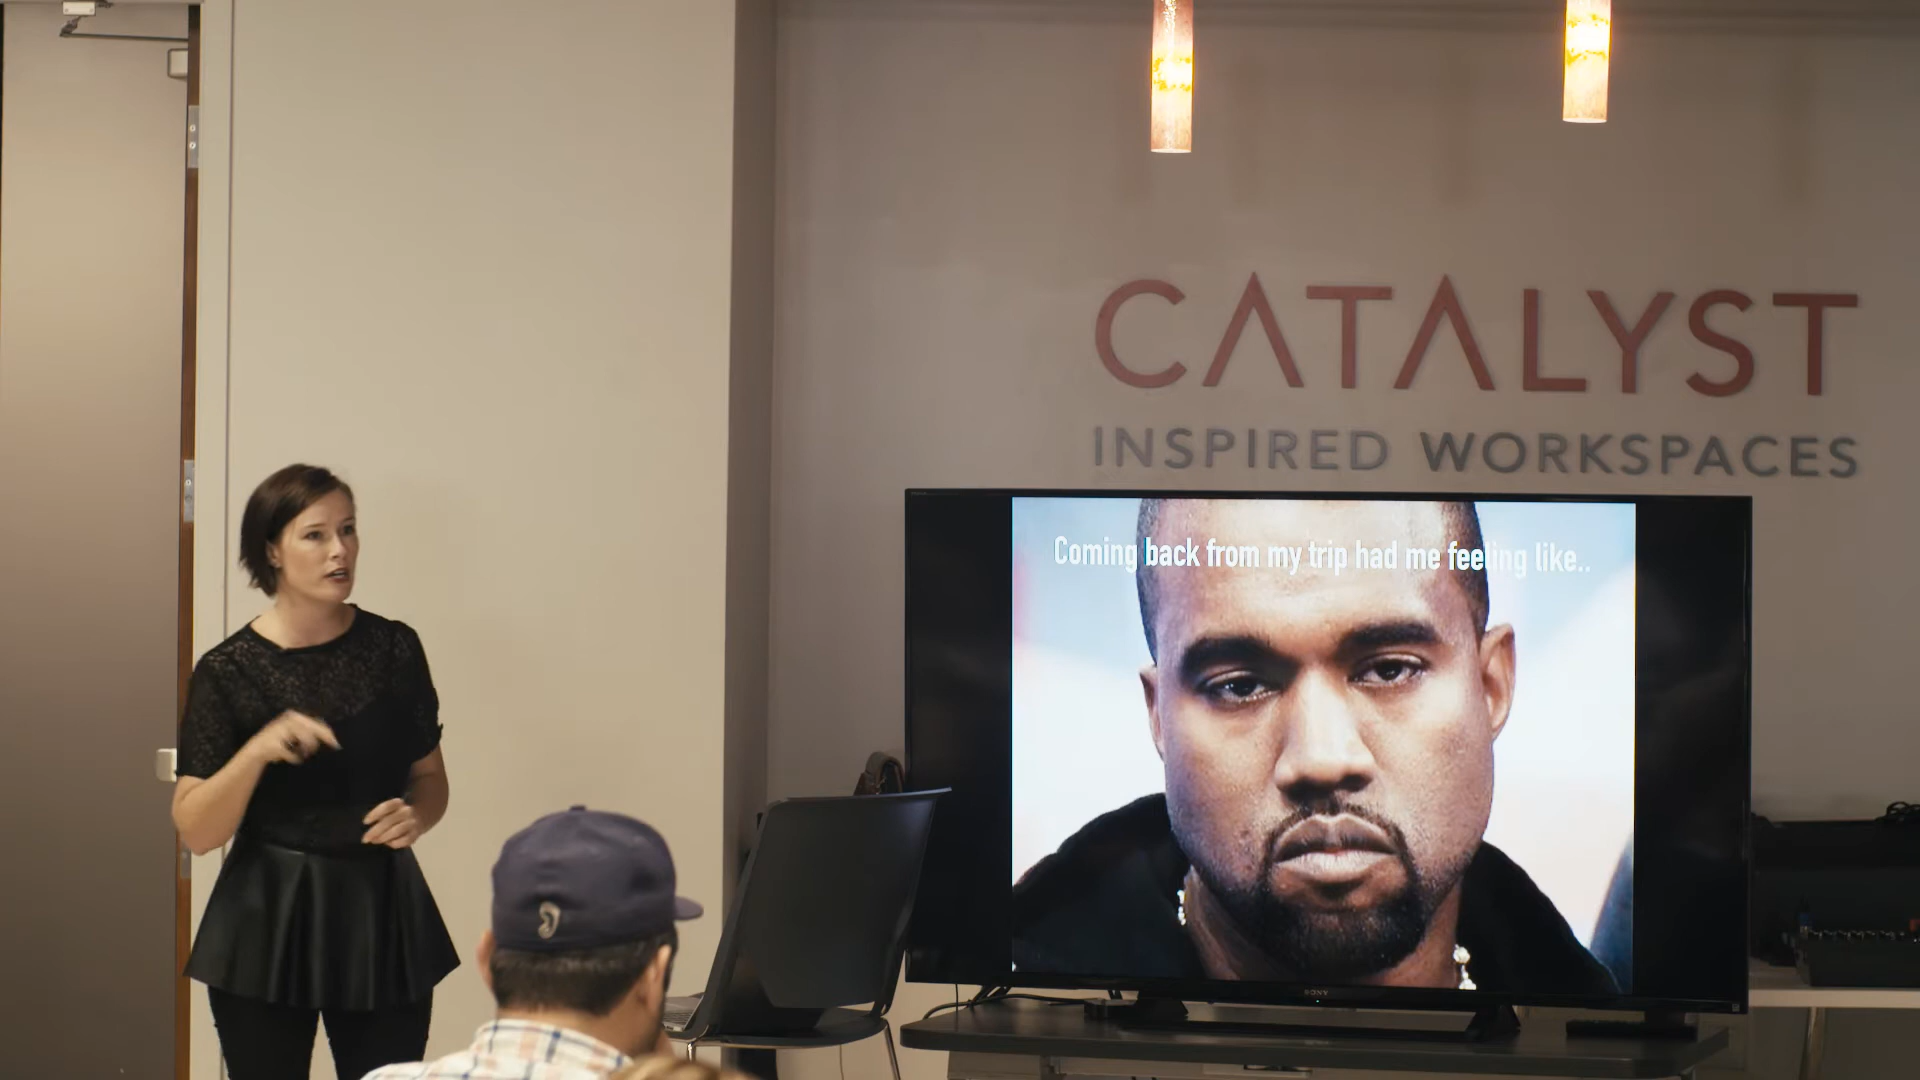 CATALYST
INSPIRED WORKSPACES
Coming back from my trip had me feeling like..
SONY